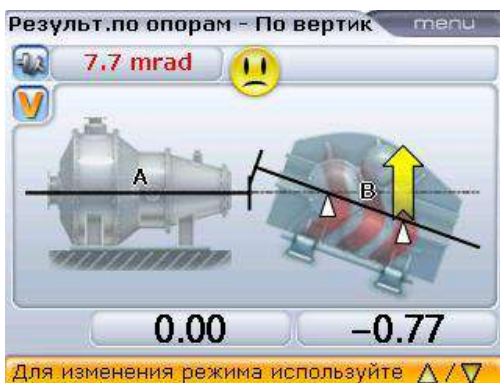 Результ.по опорам - По вертик menu
7.7 mrad
V
A
B
0.00 -0.77
Для изменения режима используйте △/▽